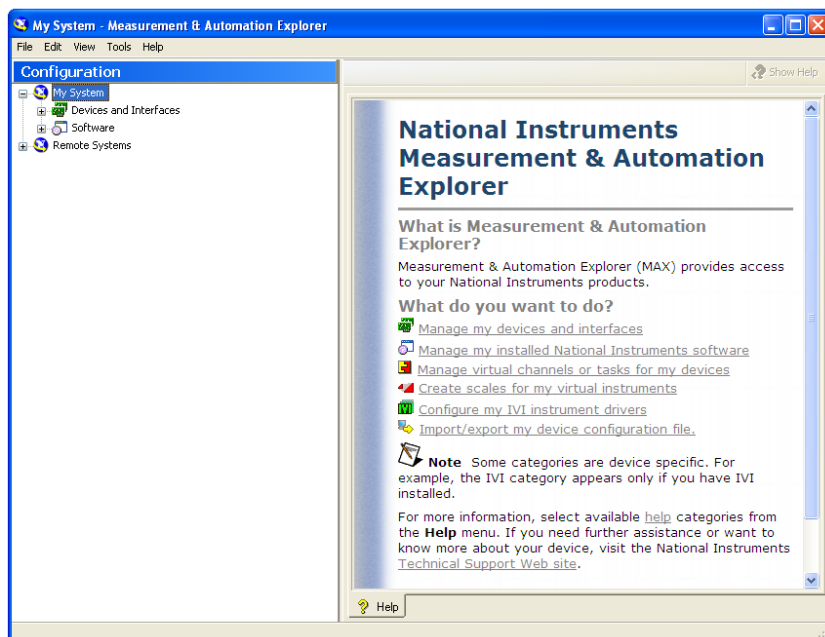 My System - Measurement & Automation Explorer
File Edit View Tools Help
Configuration
Show Help
My System
Devices and Interfaces
Software
Remote Systems
National Instruments
Measurement & Automation
Explorer
What is Measurement & Automation
Explorer?
Measurement & Automation Explorer (MAX) provides access
to your National Instruments products.
What do you want to do?
Manage my devices and interfaces
Manage my installed National Instruments software
Manage virtual channels or tasks for my devices
Create scales for my virtual instruments
IVI
Configure my IVI instrument drivers
Import/export my device configuration file.
Note Some categories are device specific. For
example, the IVI category appears only if you have IVI
installed.
For more information, select available help categories from
the Help menu. If you need further assistance or want to
know more about your device, visit the National Instruments
Technical Support Web site.
Help